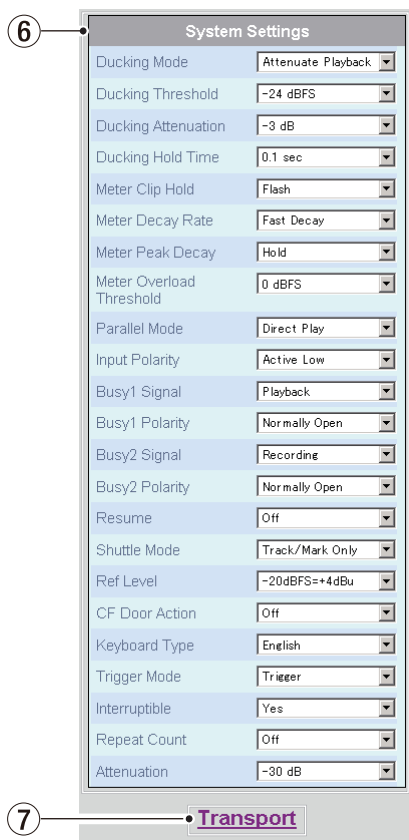 6
System Settings
Ducking Mode Attenuate Playback
Ducking Threshold -24 dBFS
Ducking Attenuation -3 dB
Ducking Hold Time 0.1 sec
Meter Clip Hold Flash
Meter Decay Rate Fast Decay
Meter Peak Decay Hold
Meter Overload 0 dBFS
Threshold
Parallel Mode Direct Play
Input Polarity Active Low
Busy1 Signal Playback
Busy1 Polarity Normally Open
Busy2 Signal Recording
Busy2 Polarity Normally Open
Resume Off
Shuttle Mode Track/Mark Only
Ref Level -20dBFS=+4dBu
CF Door Action Off
Keyboard Type English
Trigger Mode Trigger
Interruptible Yes
Repeat Count Off
Attenuation -30 dB
7
Transport